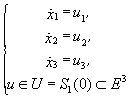 ẋ₁ = u₁,
ẋ₂ = u₂,
ẋ₃ = u₃,
u ∈ U = S₁(0) ⊂ E³